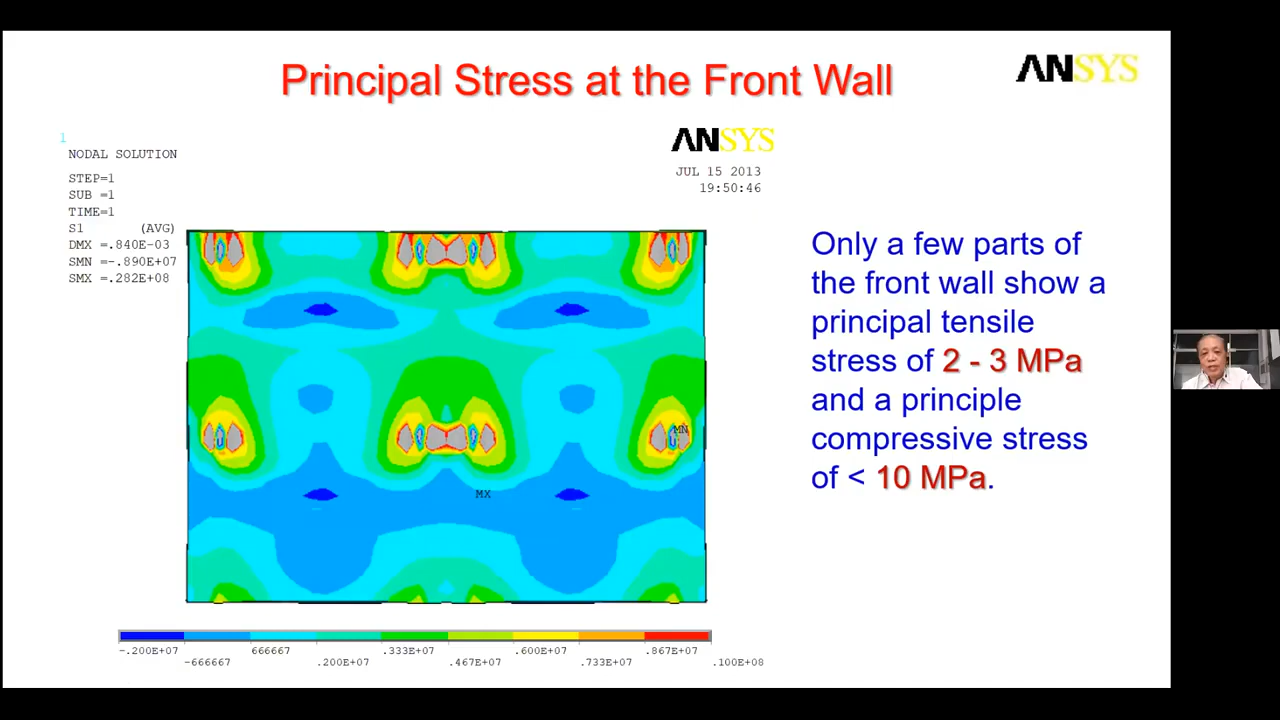 Principal Stress at the Front Wall
ANSYS
1
NODAL SOLUTION
STEP=1
SUB =1
TIME=1
S1 (AVG)
DMX =.840E-03
SMN =-.890E+07
SMX =.282E+08
ANSYS
JUL 15 2013
19:50:46
MN
MX
Only a few parts of
the front wall show a
principal tensile
stress of 2 - 3 MPa
and a principle
compressive stress
of < 10 MPa.
-.200E+07 666667 .333E+07 .600E+07 .867E+07
-666667 .200E+07 .467E+07 .733E+07 .100E+08